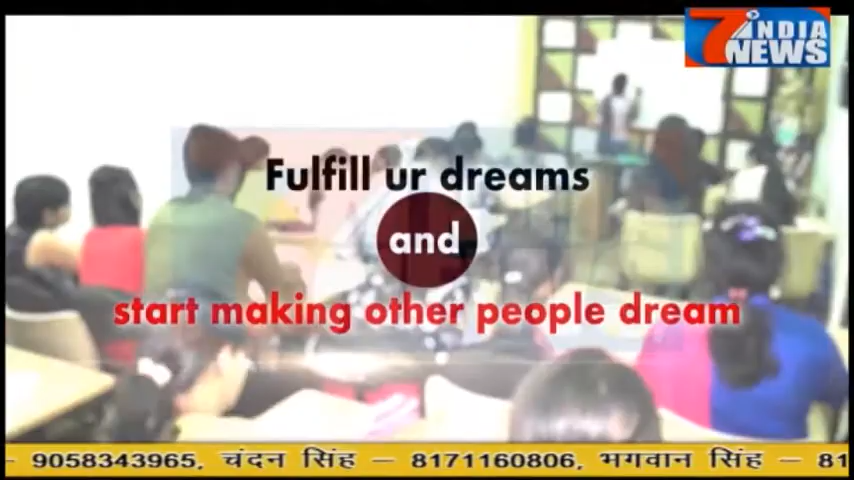 7 INDIA
NEWS
Fulfill ur dreams
and
start making other people dream
- 9058343965, चंदन सिंह - 8171160806, भगवान सिंह - 81